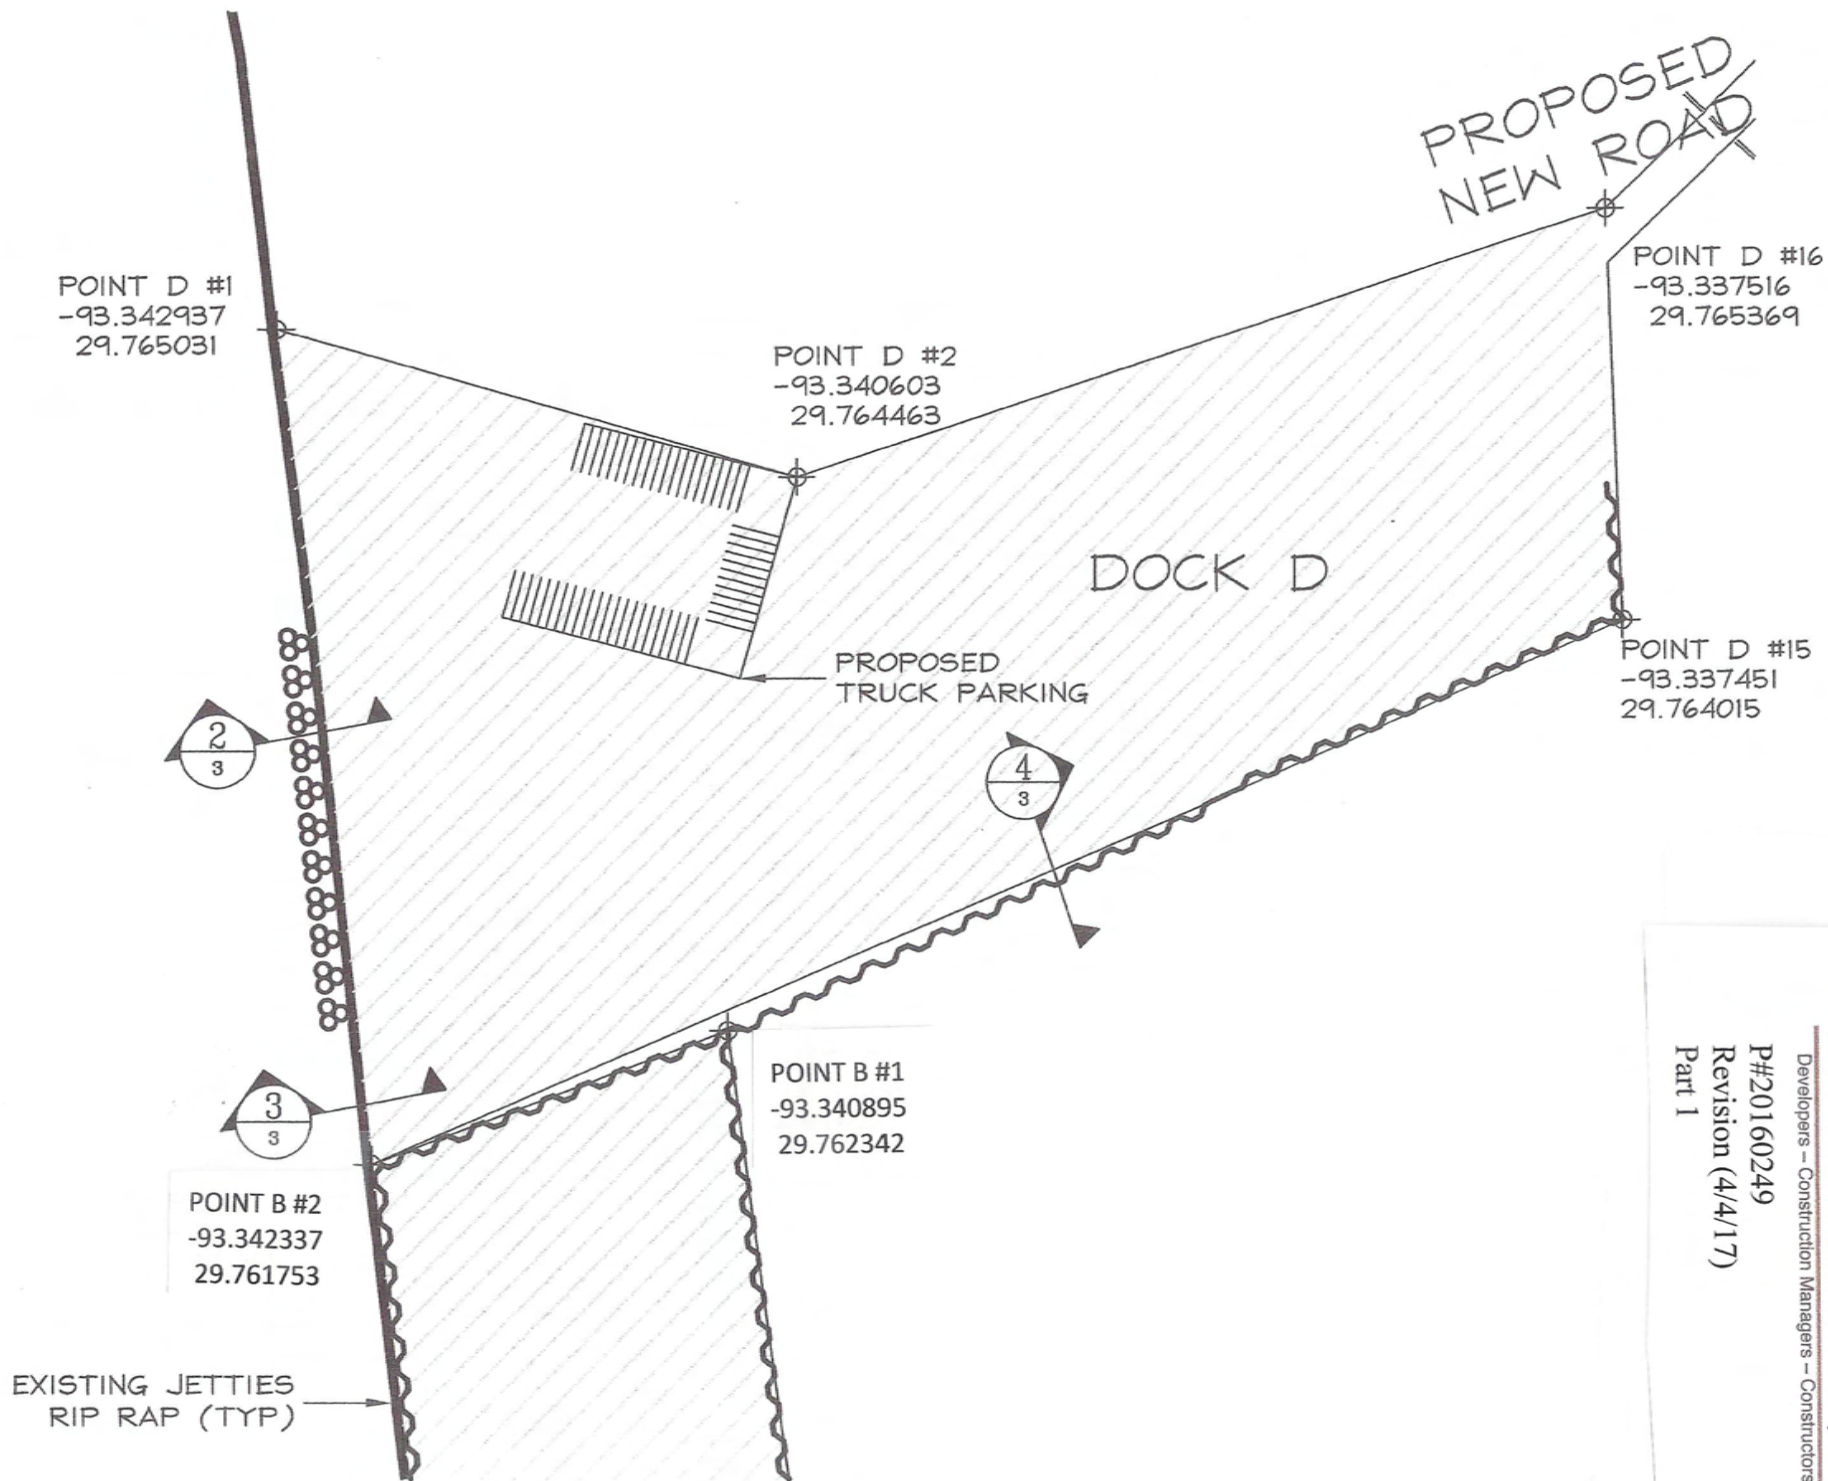 PROPOSED
NEW ROAD
POINT D #1
-93.342937
29.765031
POINT D #2
-93.340603
29.764463
POINT D #16
-93.337516
29.765369
DOCK D
PROPOSED
TRUCK PARKING
POINT D #15
-93.337451
29.764015
2
3
4
3
3
3
POINT B #1
-93.340895
29.762342
POINT B #2
-93.342337
29.761753
EXISTING JETTIES
RIP RAP (TYP)
Developers – Construction Managers – Constructors
P#20160249
Revision (4/4/17)
Part 1